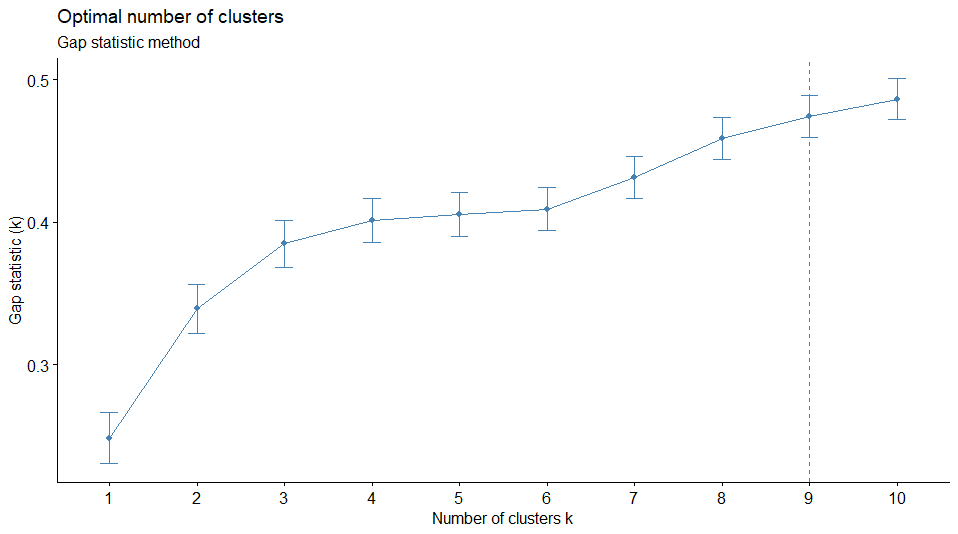 Optimal number of clusters
Gap statistic method
Gap statistic (k)
0.5
0.4
0.3
1 2 3 4 5 6 7 8 9 10
Number of clusters k